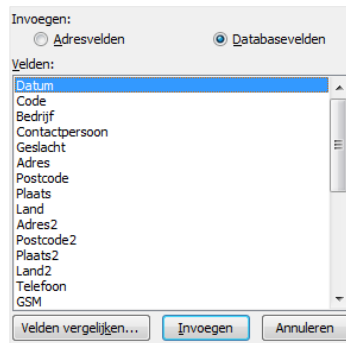 Invoegen:
Adresvelden Databasevelden
Velden:
Datum
Code
Bedrijf
Contactpersoon
Geslacht
Adres
Postcode
Plaats
Land
Adres2
Postcode2
Plaats2
Land2
Telefoon
GSM
Velden vergelijken... Invoegen Annuleren